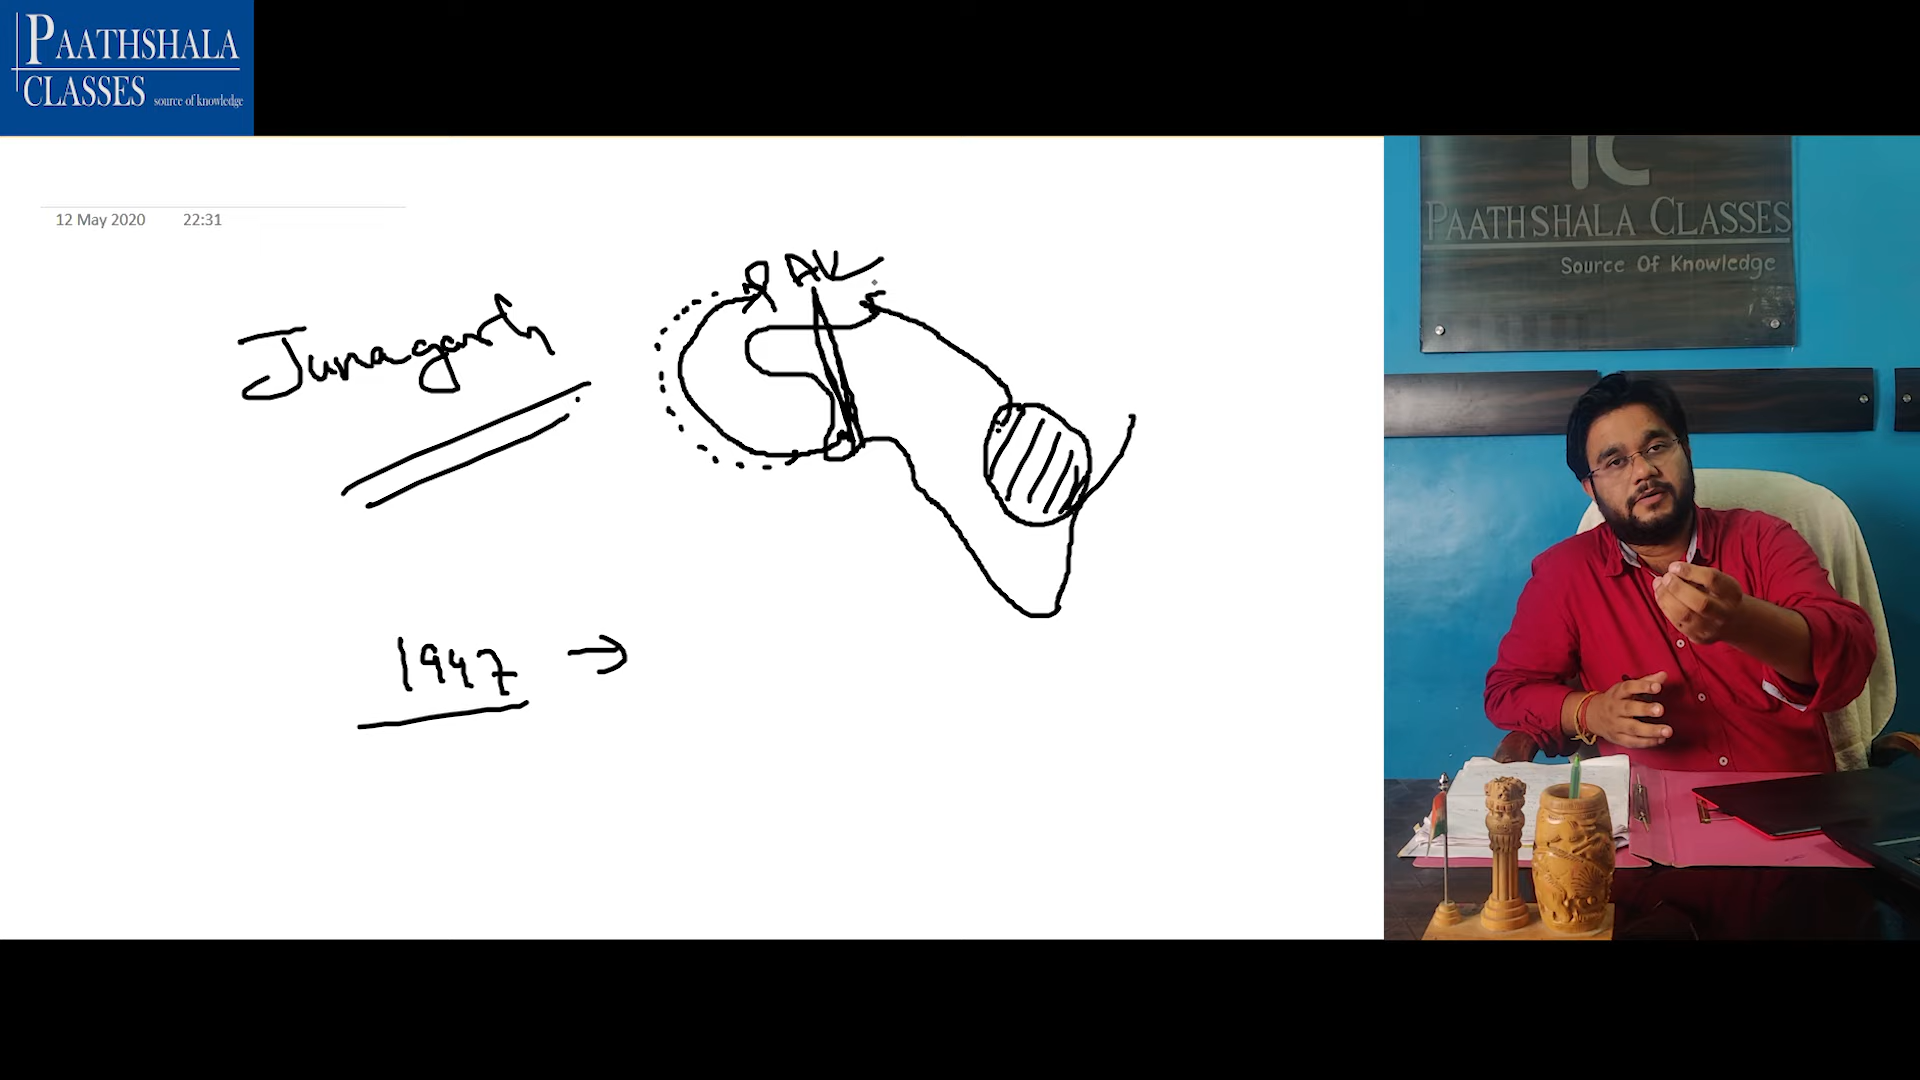 PAATHSHALA
CLASSES source of knowledge
12 May 2020 22:31
PAK
Junagarh
1947 →
PAATHSHALA CLASSES
Source Of Knowledge